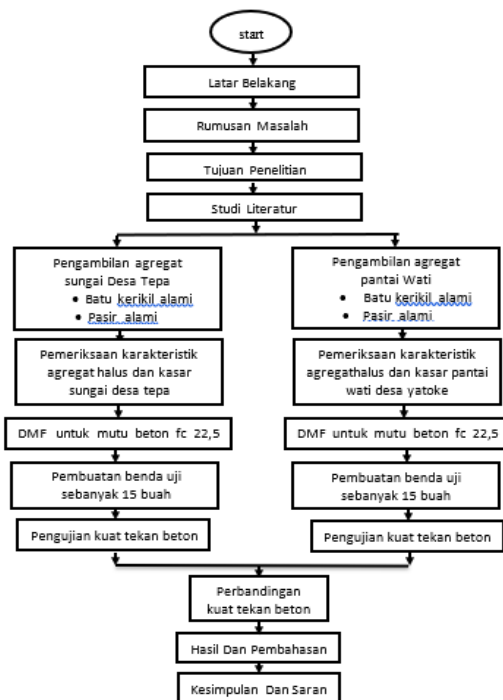 start
Latar Belakang
Rumusan Masalah
Tujuan Penelitian
Studi Literatur
Pengambilan agregat
sungai Desa Tepa
• Batu kerikil alami
• Pasir alami
Pemeriksaan karakteristik
agregat halus dan kasar
sungai desa tepa
DMF untuk mutu beton fc 22,5
Pembuatan benda uji
sebanyak 15 buah
Pengujian kuat tekan beton
Pengambilan agregat
pantai Wati
• Batu kerikil alami
• Pasir alami
Pemeriksaan karakteristik
agregathalus dan kasar pantai
wati desa yatoke
DMF untuk mutu beton fc 22,5
Pembuatan benda uji
sebanyak 15 buah
Pengujian kuat tekan beton
Perbandingan
kuat tekan beton
Hasil Dan Pembahasan
Kesimpulan Dan Saran